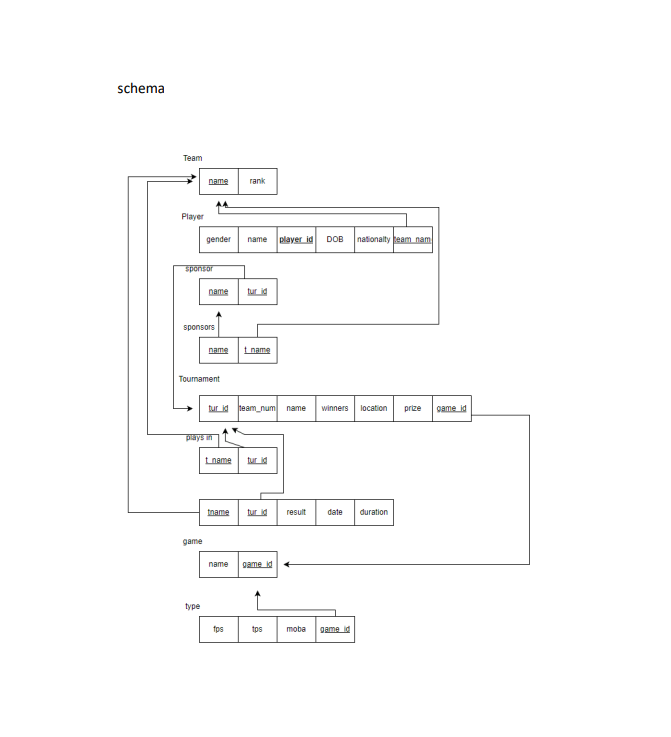 schema
Team
name rank
Player
gender name player_id DOB nationalty team_nam
sponsor
name tur_id
sponsors
name t_name
Tournament
tur_id team_num name winners location prize game_id
plays in
t_name tur_id
tname tur_id result date duration
game
name game_id
type
fps tps moba game_id